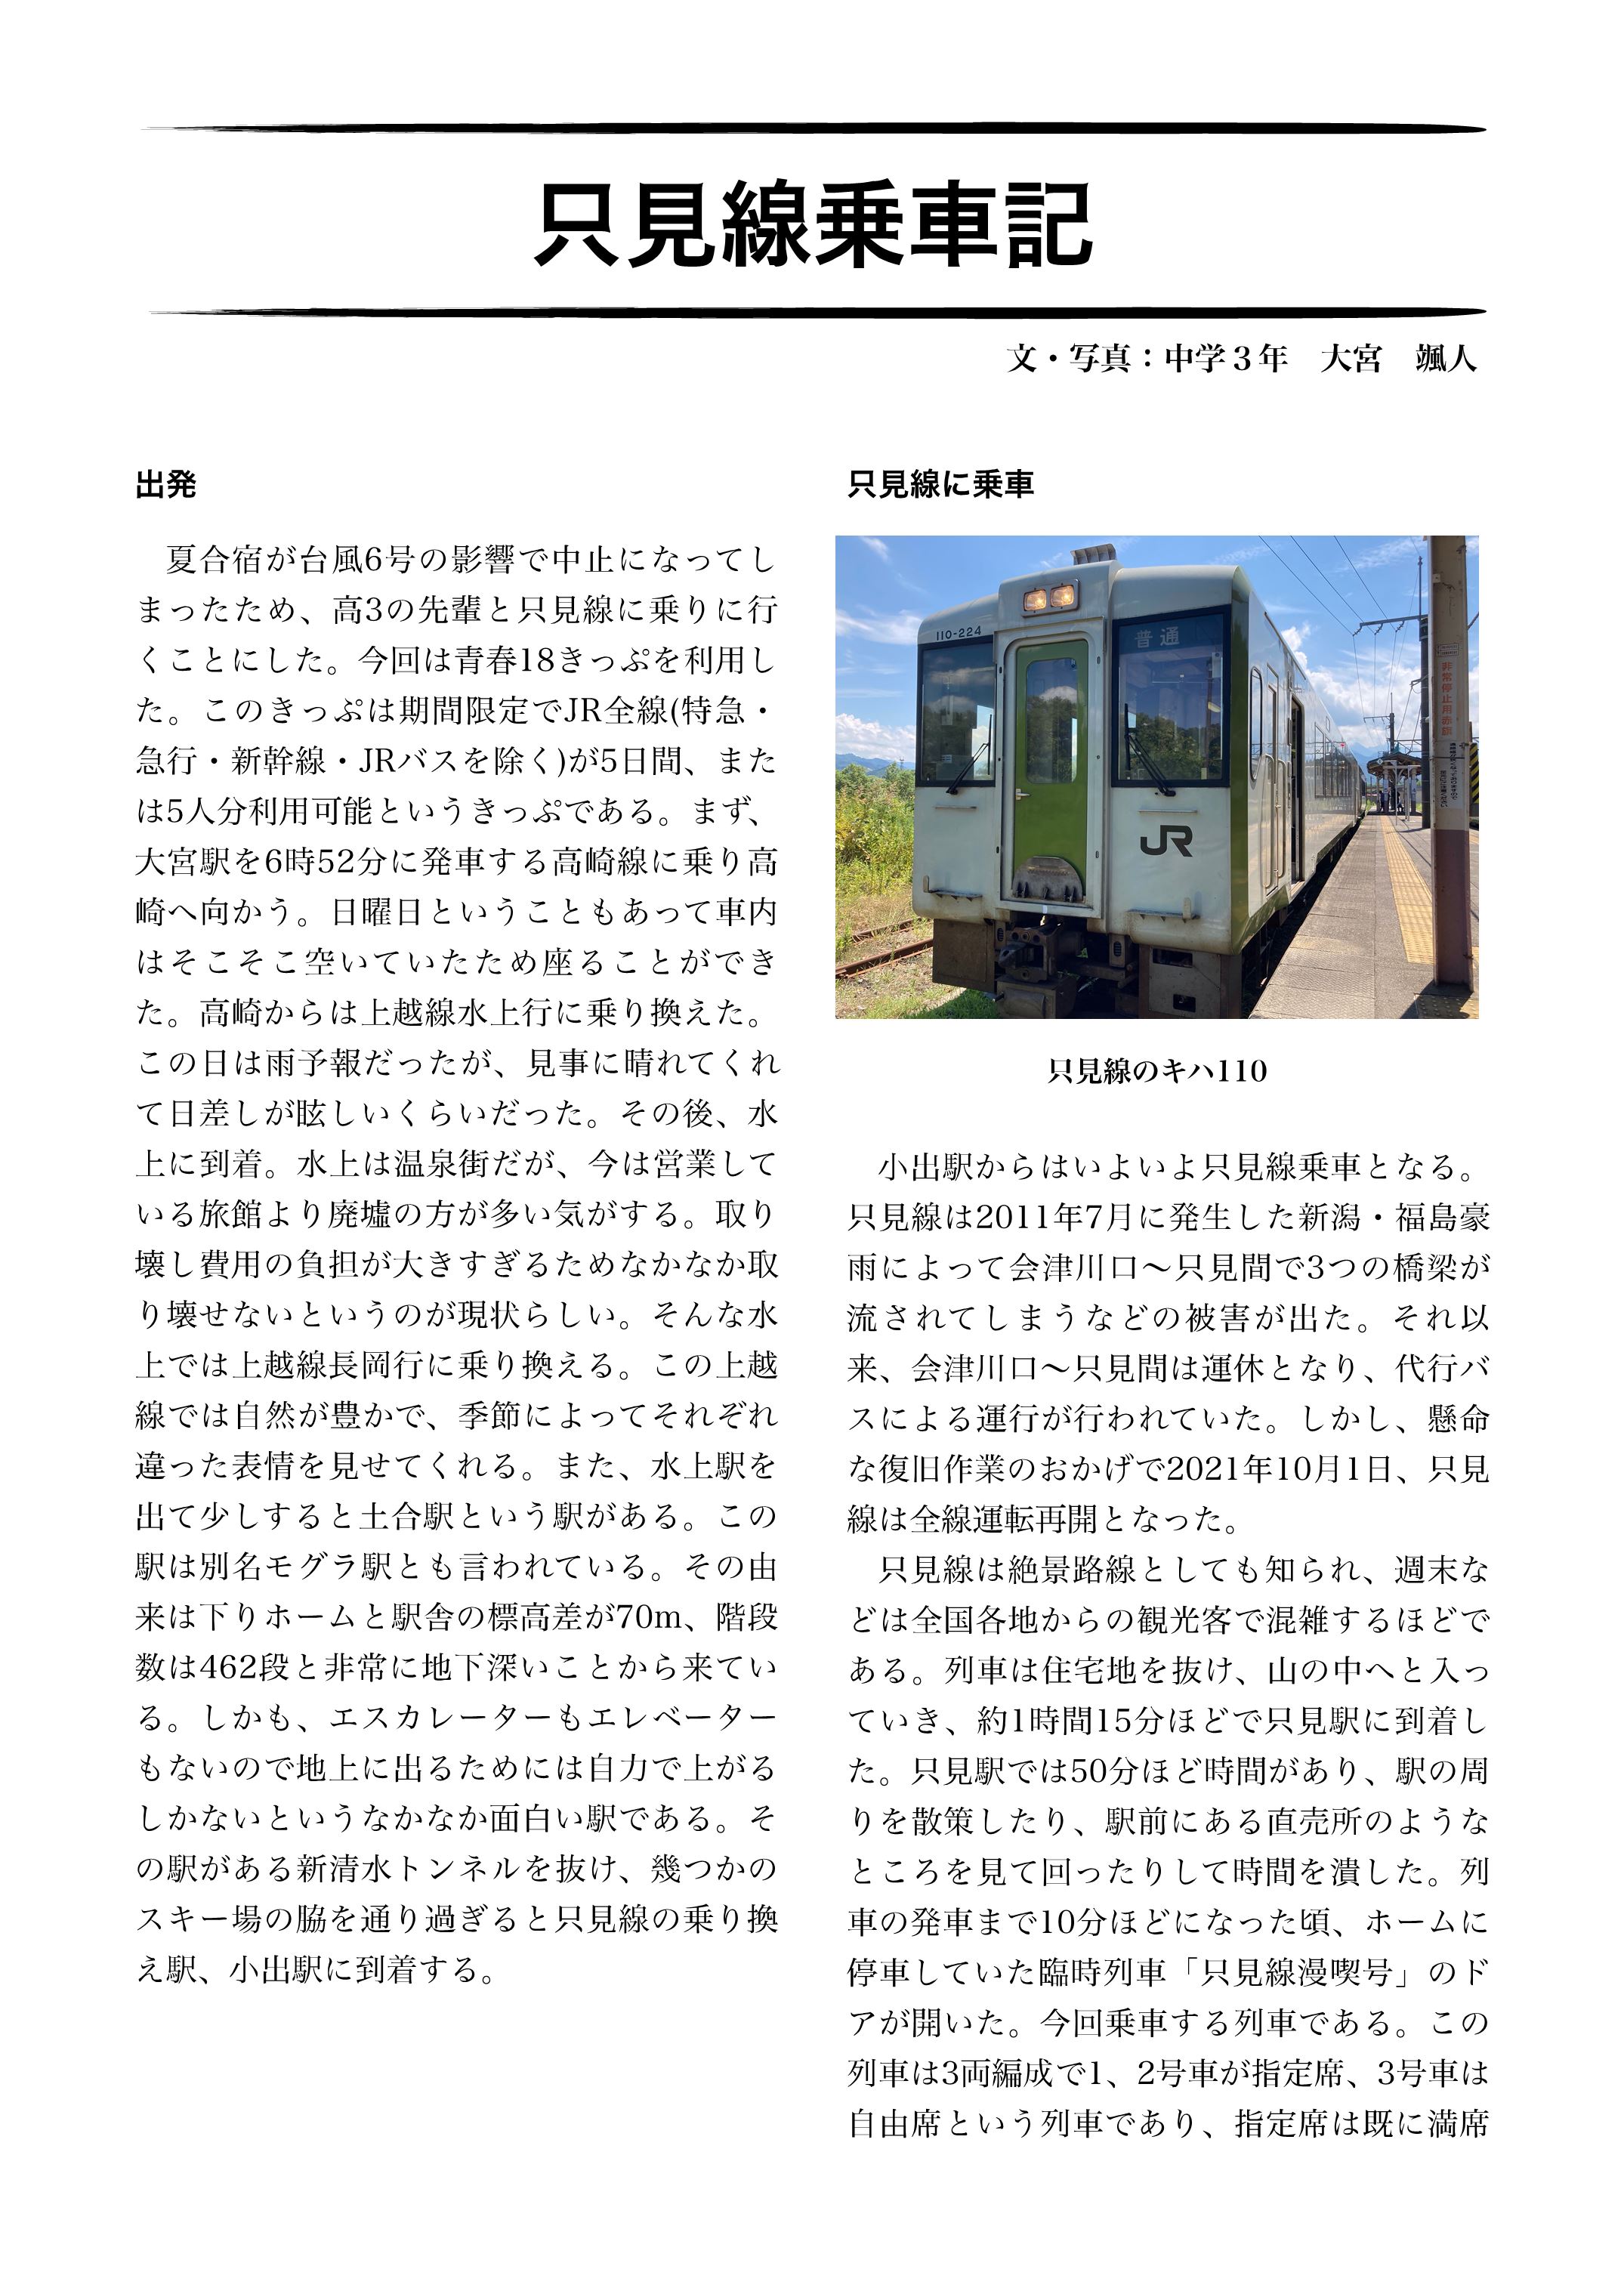 只見線乗車記
文・写真：中学３年　大宮　颯人
出発
夏合宿が台風6号の影響で中止になってし
まったため、高3の先輩と只見線に乗りに行
くことにした。今回は青春18きっぷを利用し
た。このきっぷは期間限定でJR全線(特急・
急行・新幹線・JRバスを除く)が5日間、また
は5人分利用可能というきっぷである。まず、
大宮駅を6時52分に発車する高崎線に乗り高
崎へ向かう。日曜日ということもあって車内
はそこそこ空いていたため座ることができ
た。高崎からは上越線水上行に乗り換えた。
この日は雨予報だったが、見事に晴れてくれ
て日差しが眩しいくらいだった。その後、水
上に到着。水上は温泉街だが、今は営業して
いる旅館より廃墟の方が多い気がする。取り
壊し費用の負担が大きすぎるためなかなか取
り壊せないというのが現状らしい。そんな水
上では上越線長岡行に乗り換える。この上越
線では自然が豊かで、季節によってそれぞれ
違った表情を見せてくれる。また、水上駅を
出て少しすると土合駅という駅がある。この
駅は別名モグラ駅とも言われている。その由
来は下りホームと駅舎の標高差が70m、階段
数は462段と非常に地下深いことから来てい
る。しかも、エスカレーターもエレベーター
もないので地上に出るためには自力で上がる
しかないというなかなか面白い駅である。そ
の駅がある新清水トンネルを抜け、幾つかの
スキー場の脇を通り過ぎると只見線の乗り換
え駅、小出駅に到着する。
只見線に乗車
110-224
普通
JR
非常停止用赤部
只見線のキハ110
小出駅からはいよいよ只見線乗車となる。
只見線は2011年7月に発生した新潟・福島豪
雨によって会津川口〜只見間で3つの橋梁が
流されてしまうなどの被害が出た。それ以
来、会津川口〜只見間は運休となり、代行バ
スによる運行が行われていた。しかし、懸命
な復旧作業のおかげで2021年10月1日、只見
線は全線運転再開となった。
只見線は絶景路線としても知られ、週末な
どは全国各地からの観光客で混雑するほどで
ある。列車は住宅地を抜け、山の中へと入っ
ていき、約1時間15分ほどで只見駅に到着し
た。只見駅では50分ほど時間があり、駅の周
りを散策したり、駅前にある直売所のような
ところを見て回ったりして時間を潰した。列
車の発車まで10分ほどになった頃、ホームに
停車していた臨時列車「只見線漫喫号」のド
アが開いた。今回乗車する列車である。この
列車は3両編成で1、2号車が指定席、3号車は
自由席という列車であり、指定席は既に満席